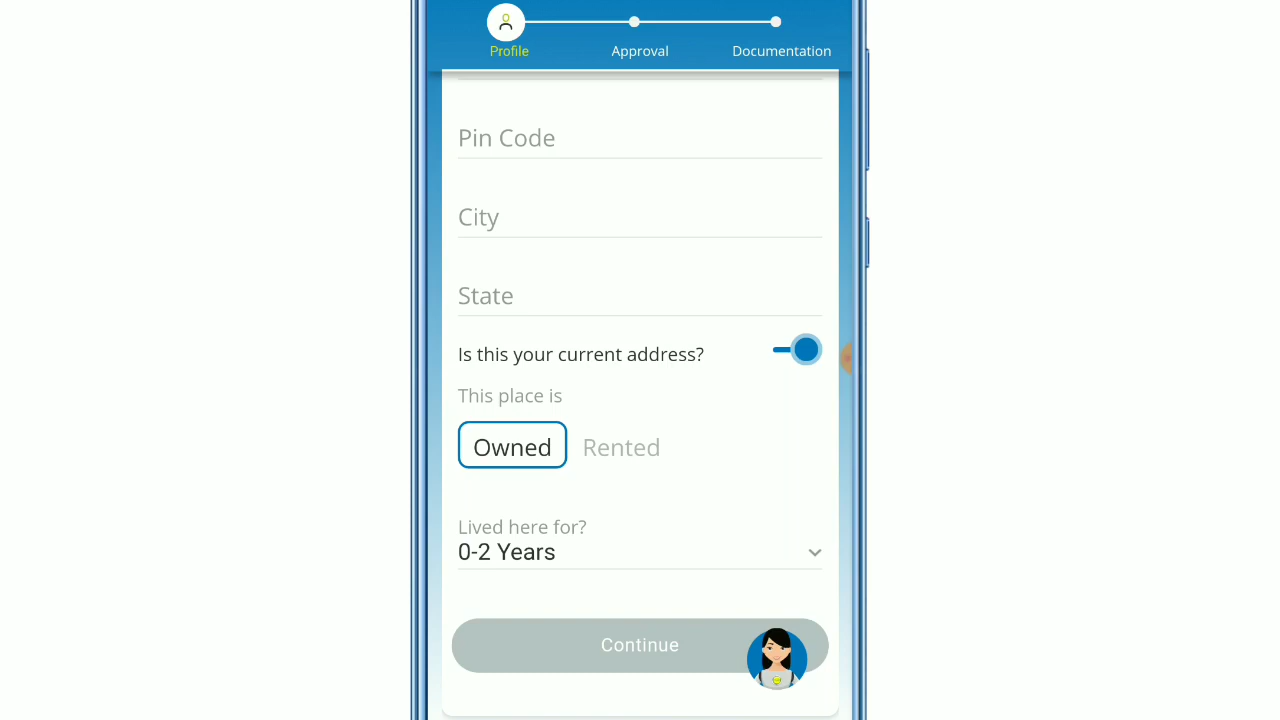 Profile
Approval
Documentation
Pin Code
City
State
Is this your current address?
This place is
Owned
Rented
Lived here for?
0-2 Years
Continue